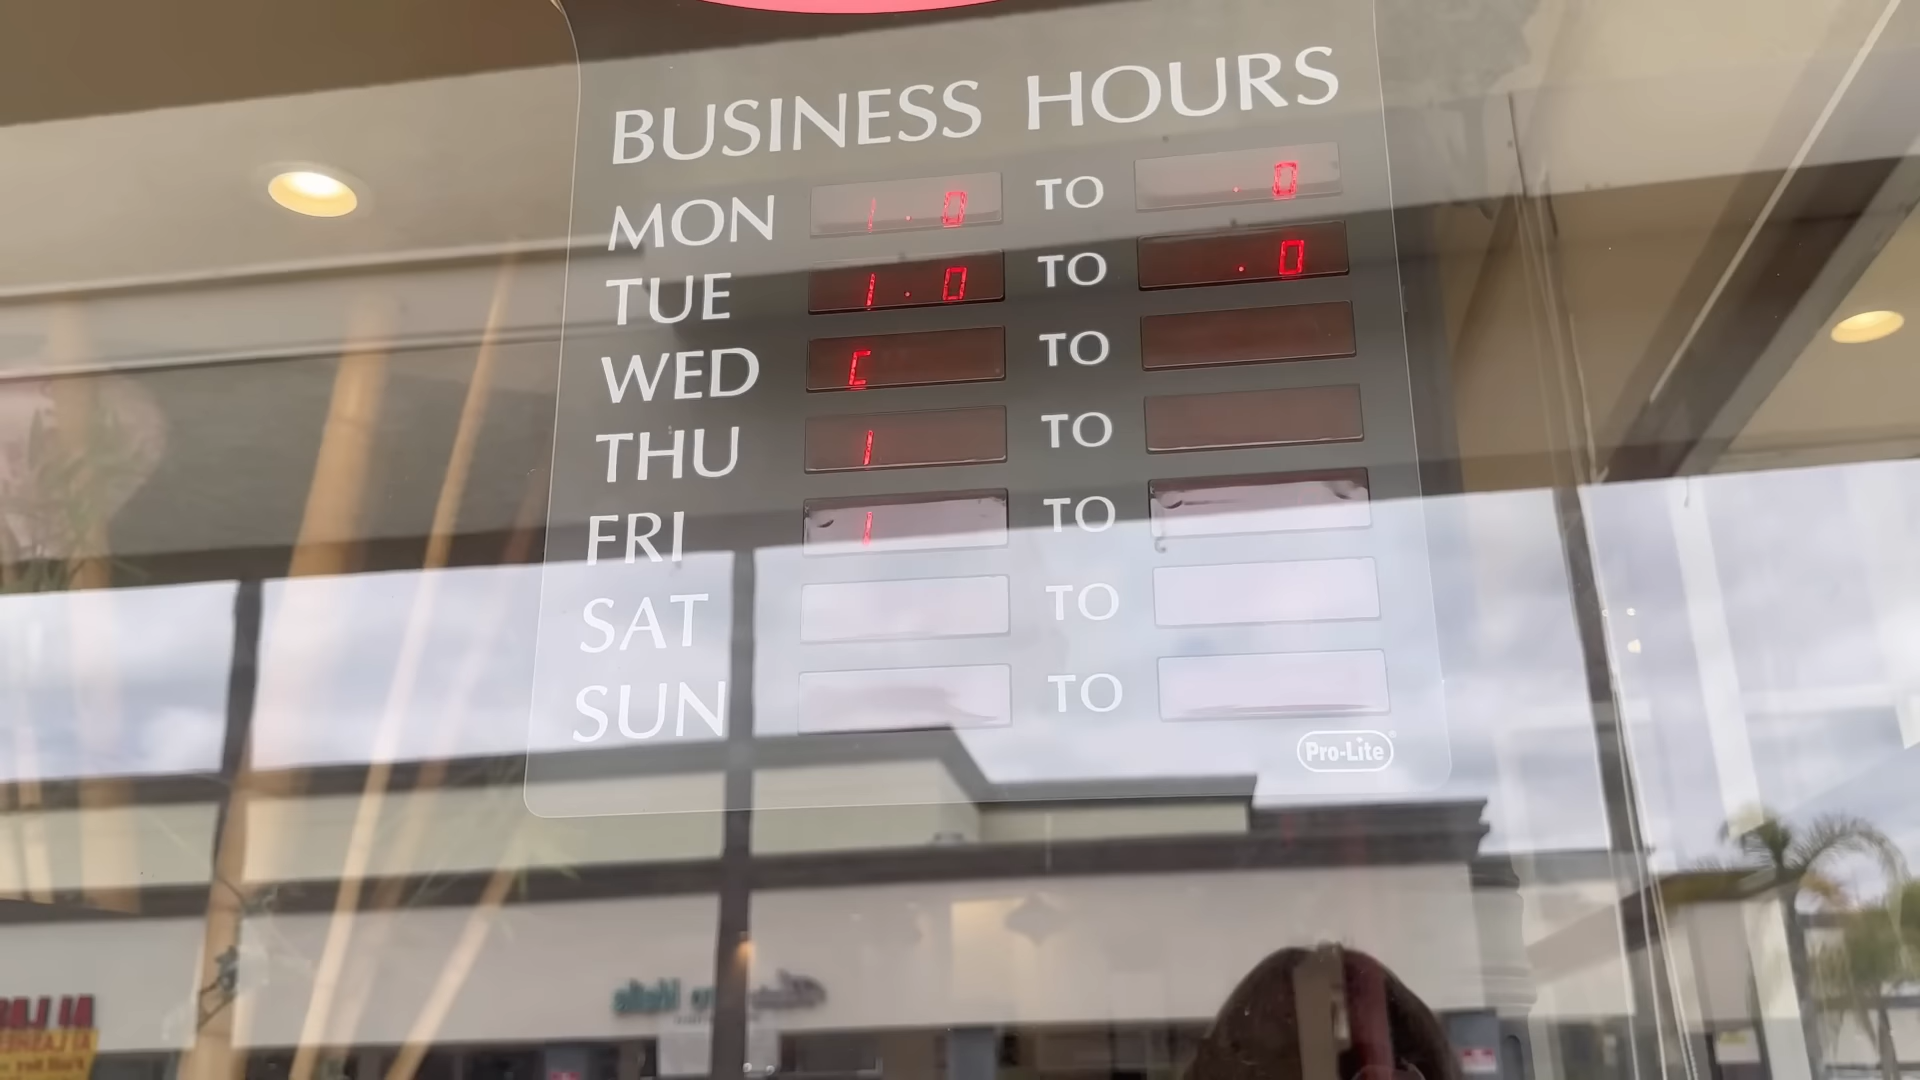 BUSINESS HOURS
MON 1.0 TO .0
TUE 1.0 TO .0
WED C TO
THU 1 TO
FRI 1 TO
SAT TO
SUN TO
Pro-Lite